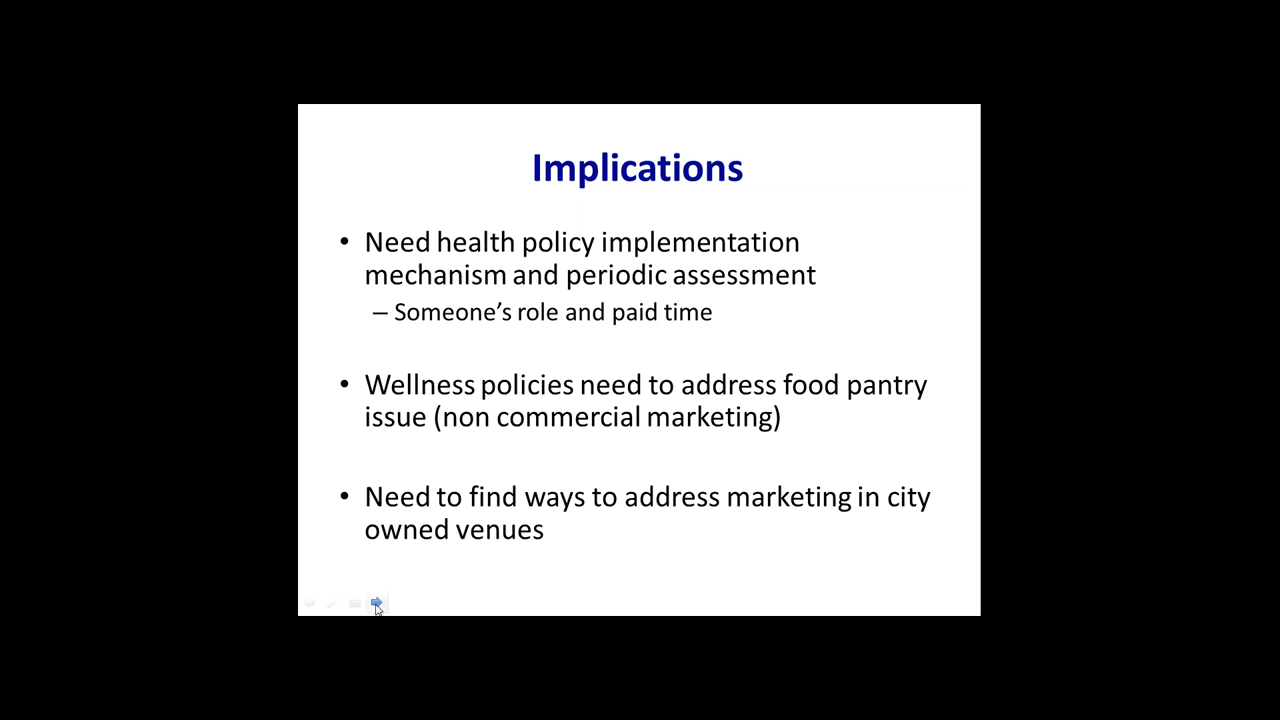 Implications
• Need health policy implementation
mechanism and periodic assessment
– Someone’s role and paid time
• Wellness policies need to address food pantry
issue (non commercial marketing)
• Need to find ways to address marketing in city
owned venues